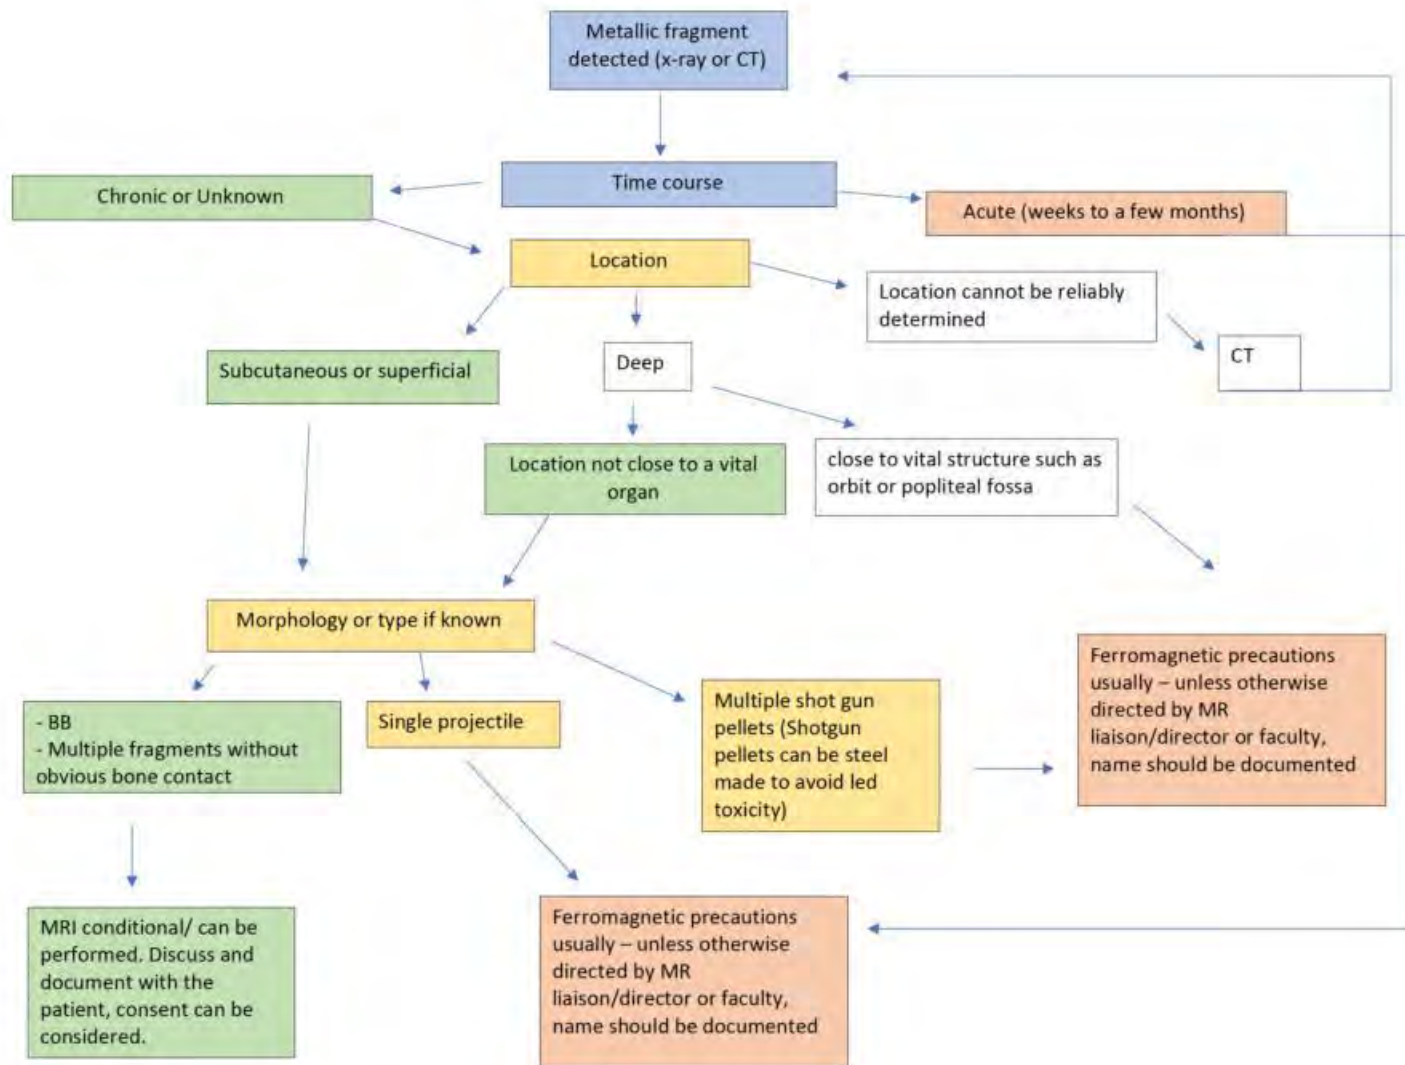 Metallic fragment
detected (x-ray or CT)
Time course
Chronic or Unknown
Acute (weeks to a few months)
Location
Location cannot be reliably
determined
CT
Subcutaneous or superficial
Deep
Location not close to a vital
organ
close to vital structure such as
orbit or popliteal fossa
Morphology or type if known
- BB
- Multiple fragments without
obvious bone contact
Single projectile
Multiple shot gun
pellets (Shotgun
pellets can be steel
made to avoid led
toxicity)
Ferromagnetic precautions
usually – unless otherwise
directed by MR
liaison/director or faculty,
name should be documented
MRI conditional/ can be
performed. Discuss and
document with the
patient, consent can be
considered.
Ferromagnetic precautions
usually – unless otherwise
directed by MR
liaison/director or faculty,
name should be documented